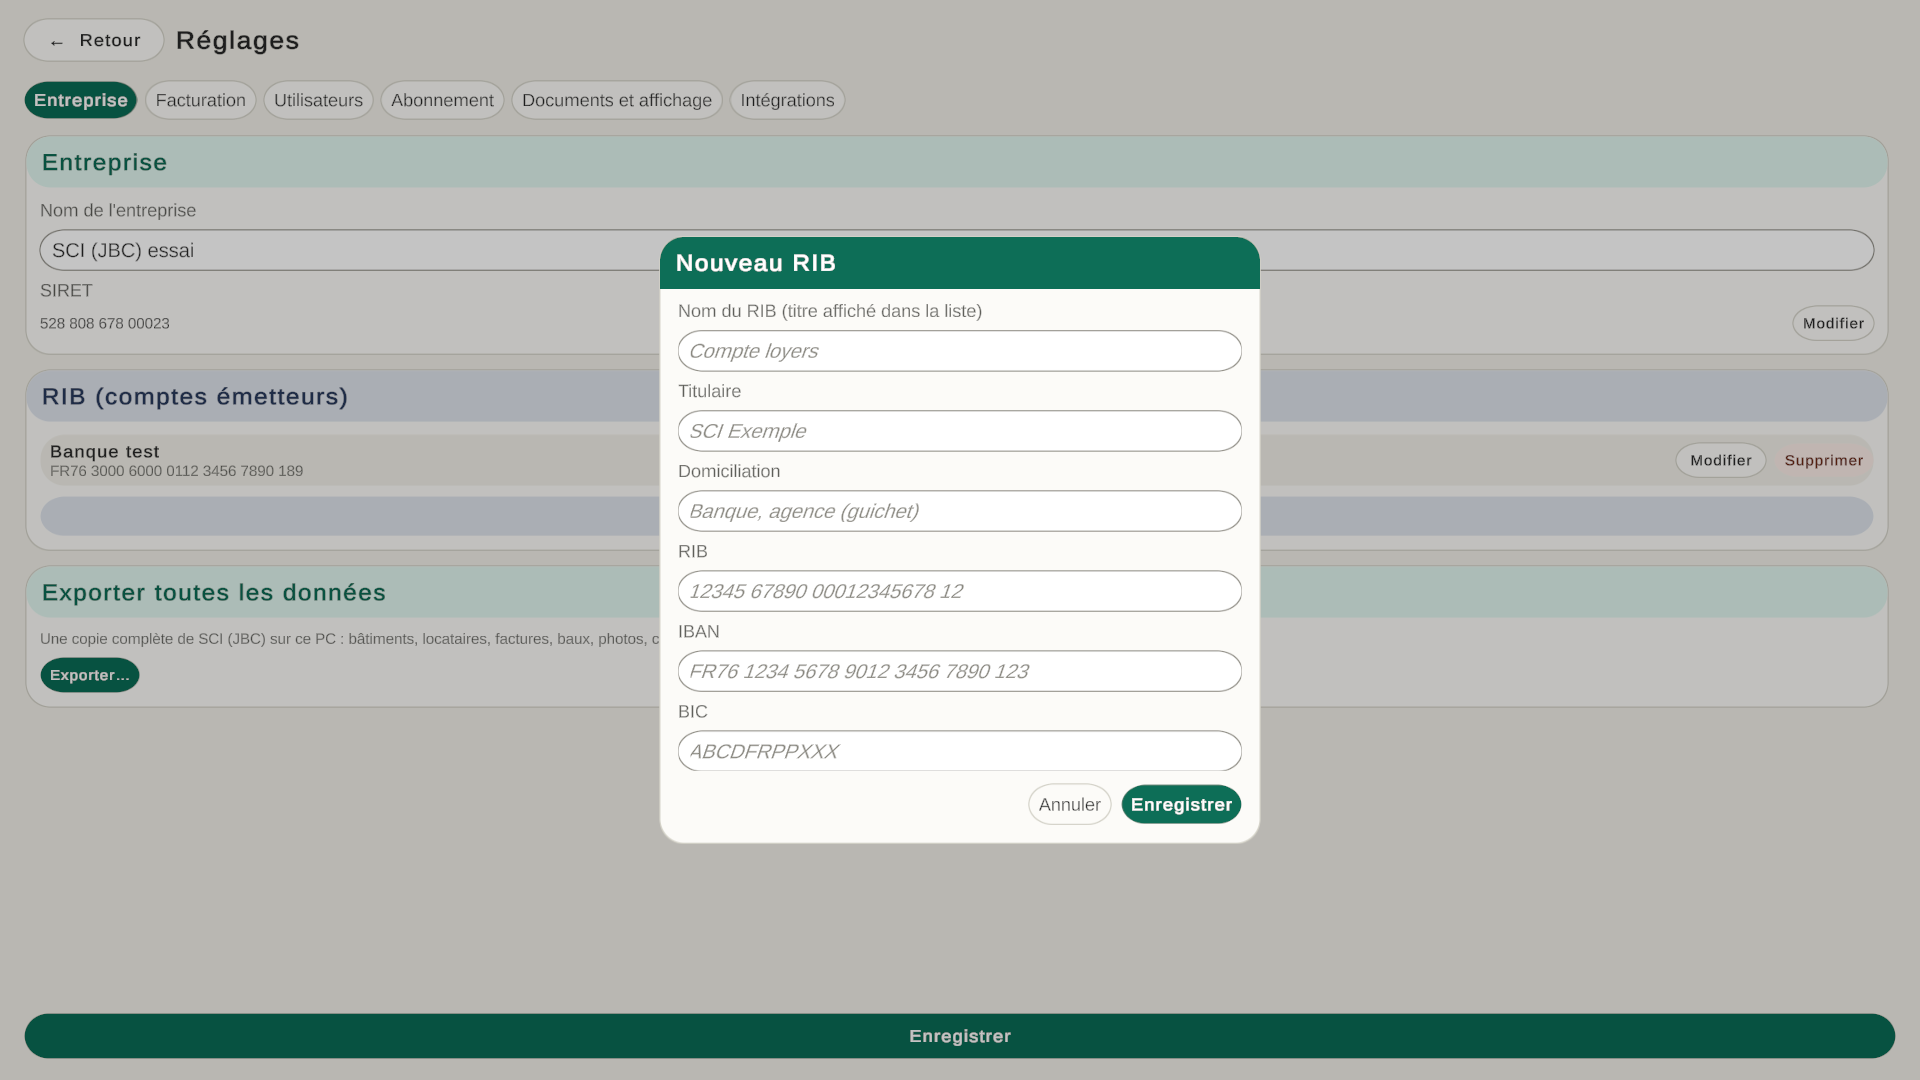 ← Retour
Réglages
Entreprise
Facturation
Utilisateurs
Abonnement
Documents et affichage
Intégrations
Entreprise
Nom de l'entreprise
SCI (JBC) essai
SIRET
528 808 678 00023
Modifier
RIB (comptes émetteurs)
Banque test
FR76 3000 6000 0112 3456 7890 189
Modifier
Supprimer
Exporter toutes les données
Une copie complète de SCI (JBC) sur ce PC : bâtiments, locataires, factures, baux, photos, c
Exporter...
Nouveau RIB
Nom du RIB (titre affiché dans la liste)
Compte loyers
Titulaire
SCI Exemple
Domiciliation
Banque, agence (guichet)
RIB
12345 67890 00012345678 12
IBAN
FR76 1234 5678 9012 3456 7890 123
BIC
ABCDFRPPXXX
Annuler
Enregistrer
Enregistrer